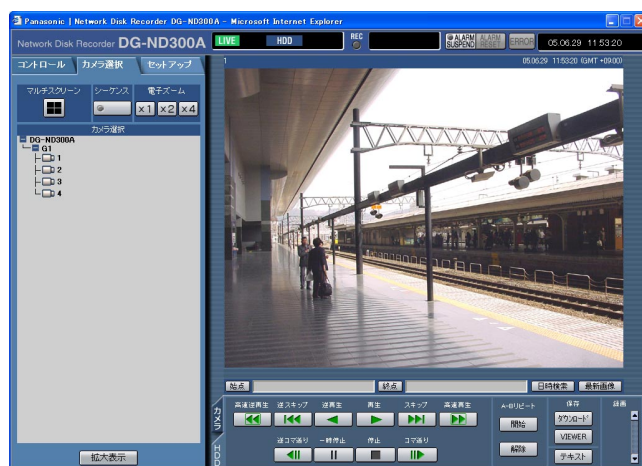 Panasonic | Network Disk Recorder DG-ND300A - Microsoft Internet Explorer
Network Disk Recorder DG-ND300A
LIVE
HDD
REC
ALARM SUSPEND
ALARM RESET
ERROR
05.06.29 11:53:20
コントロール
カメラ選択
セットアップ
マルチスクリーン
シーケンス
電子ズーム
x1 x2 x4
カメラ選択
DG-ND300A
G1
1
2
3
4
拡大表示
1
05.06.29 11:53:20 (GMT +09:00)
始点
終点
日時検索
最新画像
カメラ
HDD
高速逆再生
逆スキップ
逆再生
再生
スキップ
高速再生
逆コマ送り
一時停止
停止
コマ送り
A-Bリピート
開始
解除
保存
ダウンロード
VIEWER
テキスト
録画